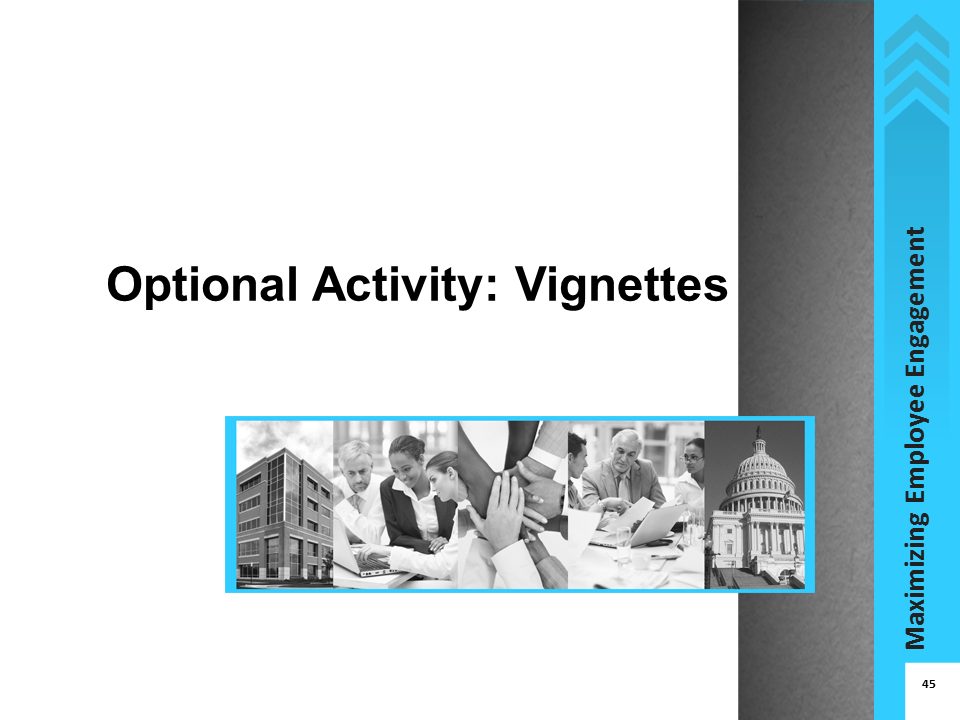 Optional Activity: Vignettes
Maximizing Employee Engagement
45